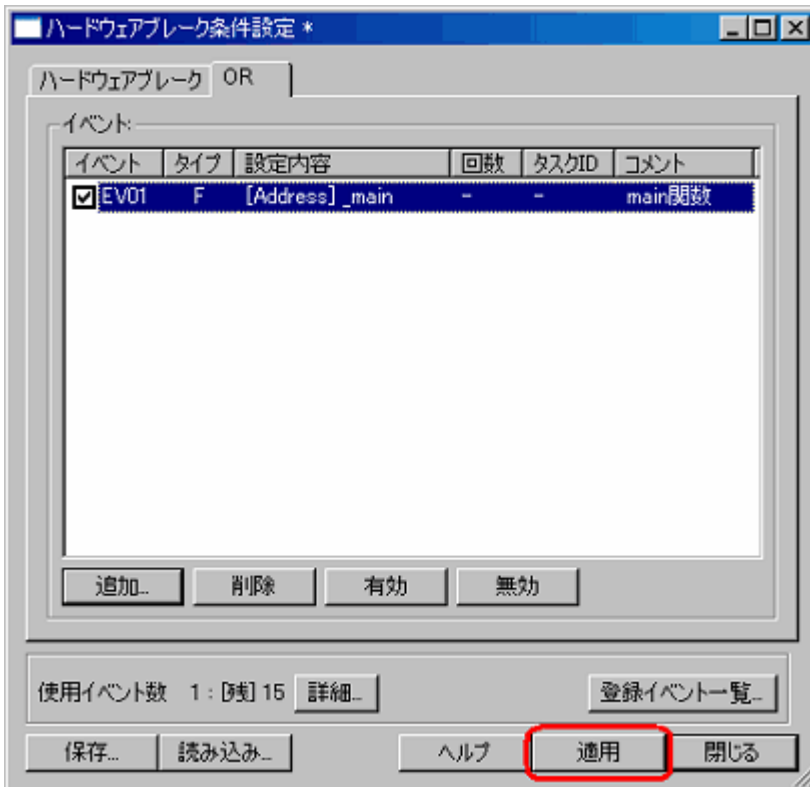 ハードウェアブレーク条件設定 *
ハードウェアブレーク OR
イベント:
イベント タイプ 設定内容 回数 タスクID コメント
EV01 F [Address] _main - - main関数
追加... 削除 有効 無効
使用イベント数 1 : [残] 15 詳細... 登録イベント一覧...
保存... 読み込み... ヘルプ 適用 閉じる